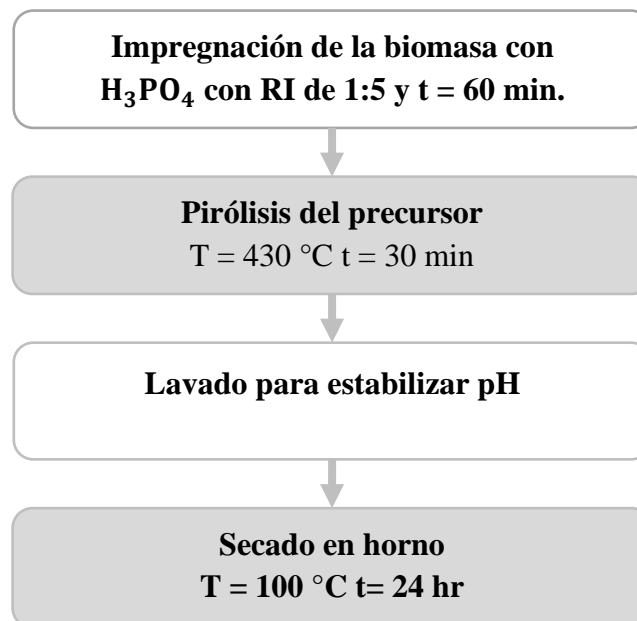 Impregnación de la biomasa con
H₃PO₄ con RI de 1:5 y t = 60 min.
Pirólisis del precursor
T = 430 °C t = 30 min
Lavado para estabilizar pH
Secado en horno
T = 100 °C t= 24 hr